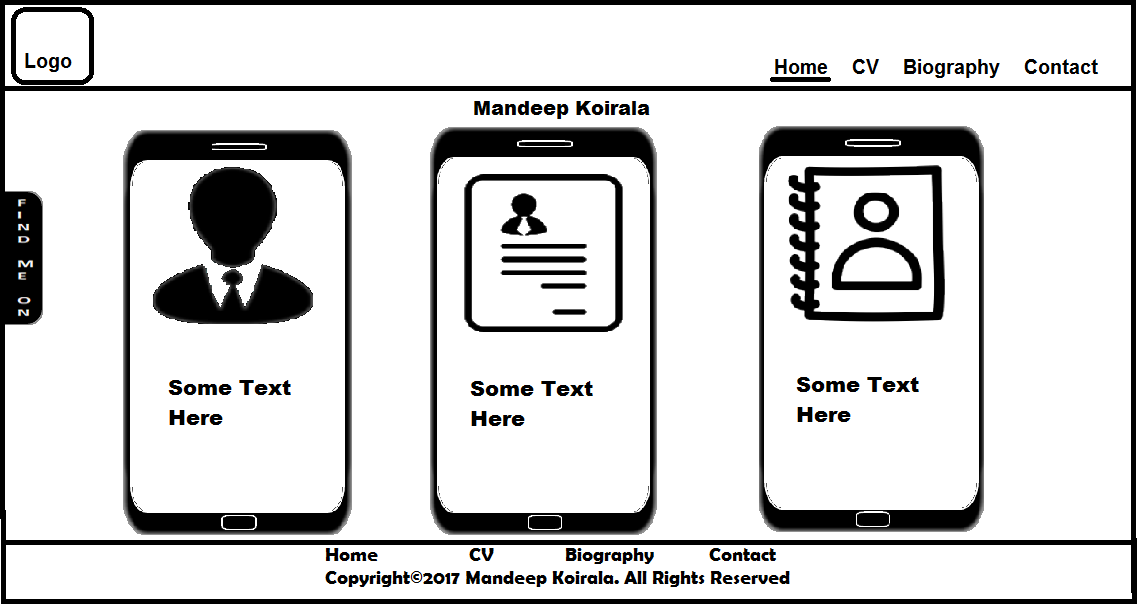 Logo
Home CV Biography Contact
Mandeep Koirala
FIND ME ON
Some Text
Here
Some Text
Here
Some Text
Here
Home CV Biography Contact
Copyright©2017 Mandeep Koirala. All Rights Reserved